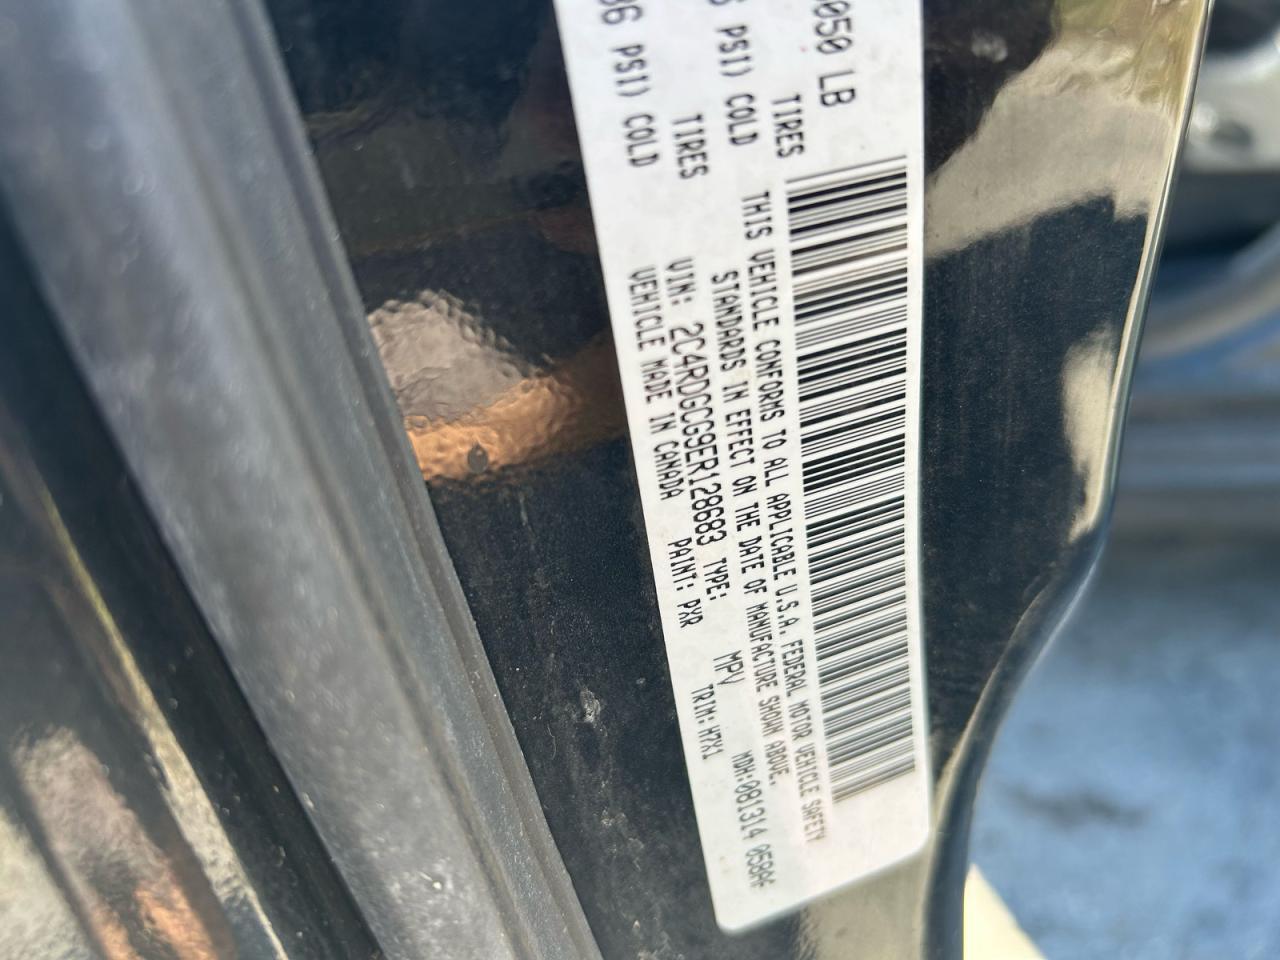 050 LB
TIRES
PSI) COLD
TIRES
36 PSI) COLD
THIS VEHICLE CONFORMS TO ALL APPLICABLE U.S.A. FEDERAL MOTOR VEHICLE SAFETY
STANDARDS IN EFFECT ON THE DATE OF MANUFACTURE SHOWN ABOVE.
VIN: 2C4RDGCG9ER128683 TYPE: MPV MDH:081314 058AF
VEHICLE MADE IN CANADA PAINT: PXR TRIM: H7X1